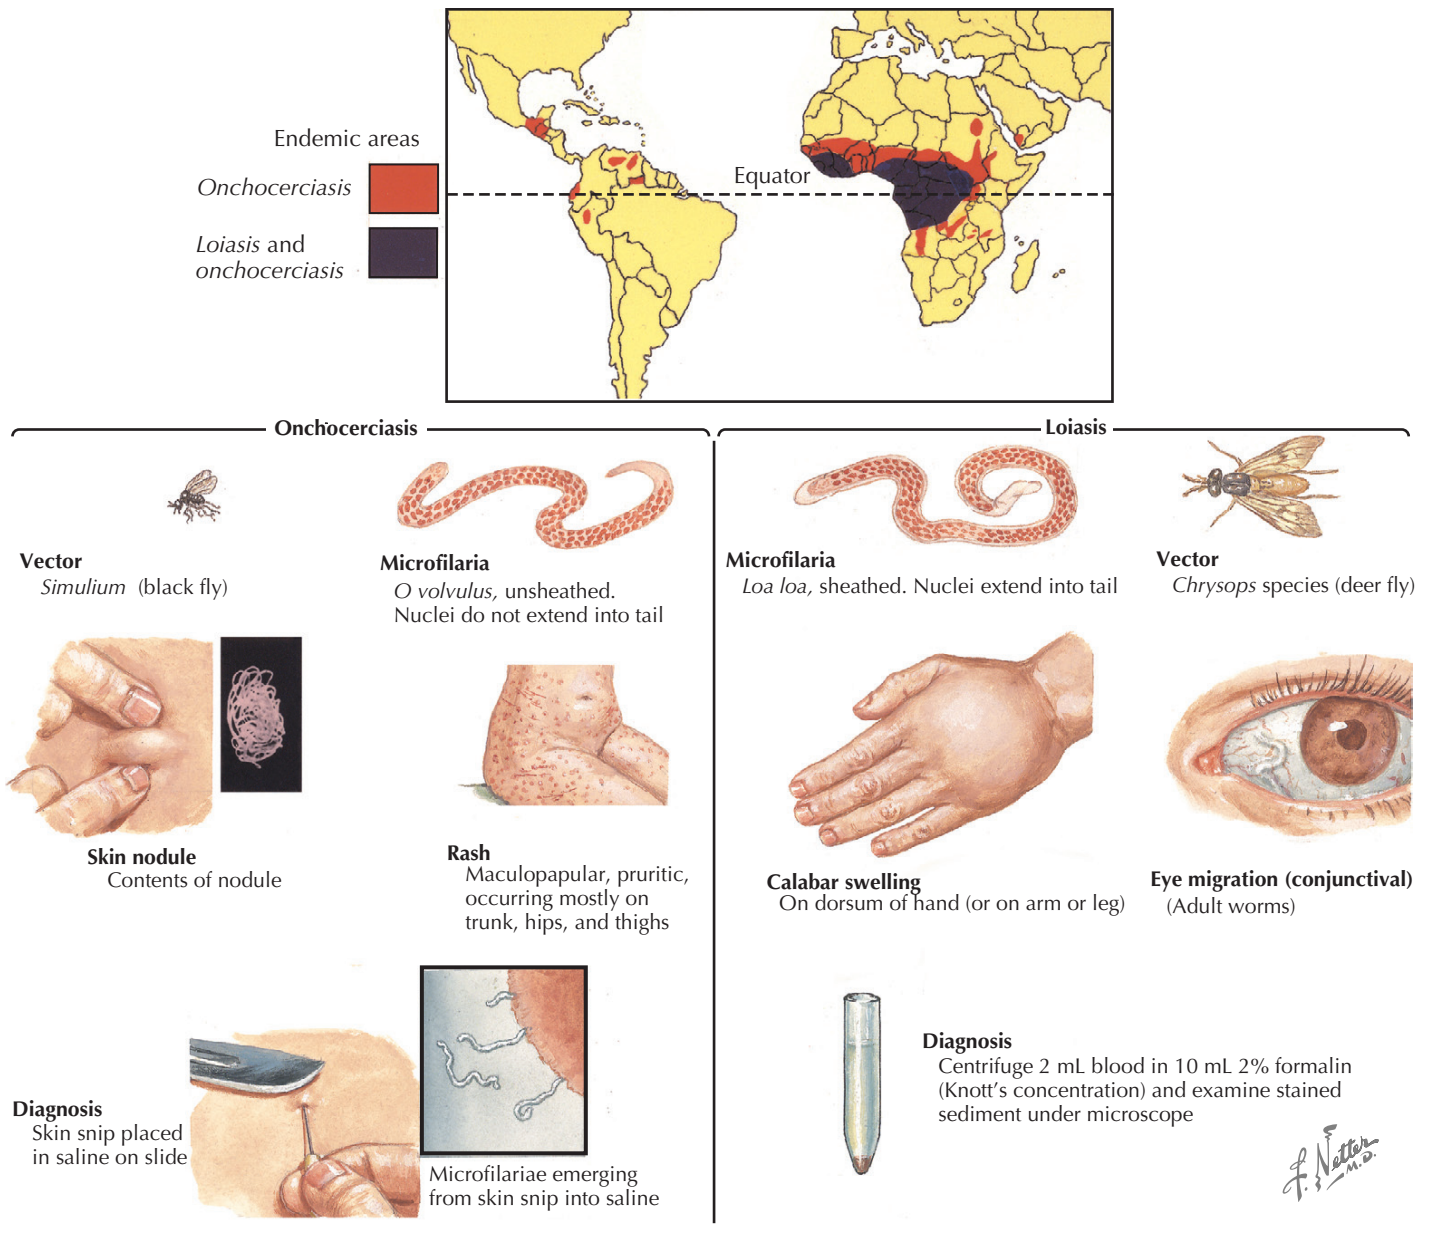 Endemic areas
Onchocerciasis
Loiasis and
onchocerciasis
Equator
Onchocerciasis
Loiasis
Vector
Simulium (black fly)
Microfilaria
O volvulus, unsheathed.
Nuclei do not extend into tail
Microfilaria
Loa loa, sheathed. Nuclei extend into tail
Vector
Chrysops species (deer fly)
Skin nodule
Contents of nodule
Rash
Maculopapular, pruritic,
occurring mostly on
trunk, hips, and thighs
Calabar swelling
On dorsum of hand (or on arm or leg)
Eye migration (conjunctival)
(Adult worms)
Diagnosis
Skin snip placed
in saline on slide
Microfilariae emerging
from skin snip into saline
Diagnosis
Centrifuge 2 mL blood in 10 mL 2% formalin
(Knott's concentration) and examine stained
sediment under microscope
F. Netter
M.D.